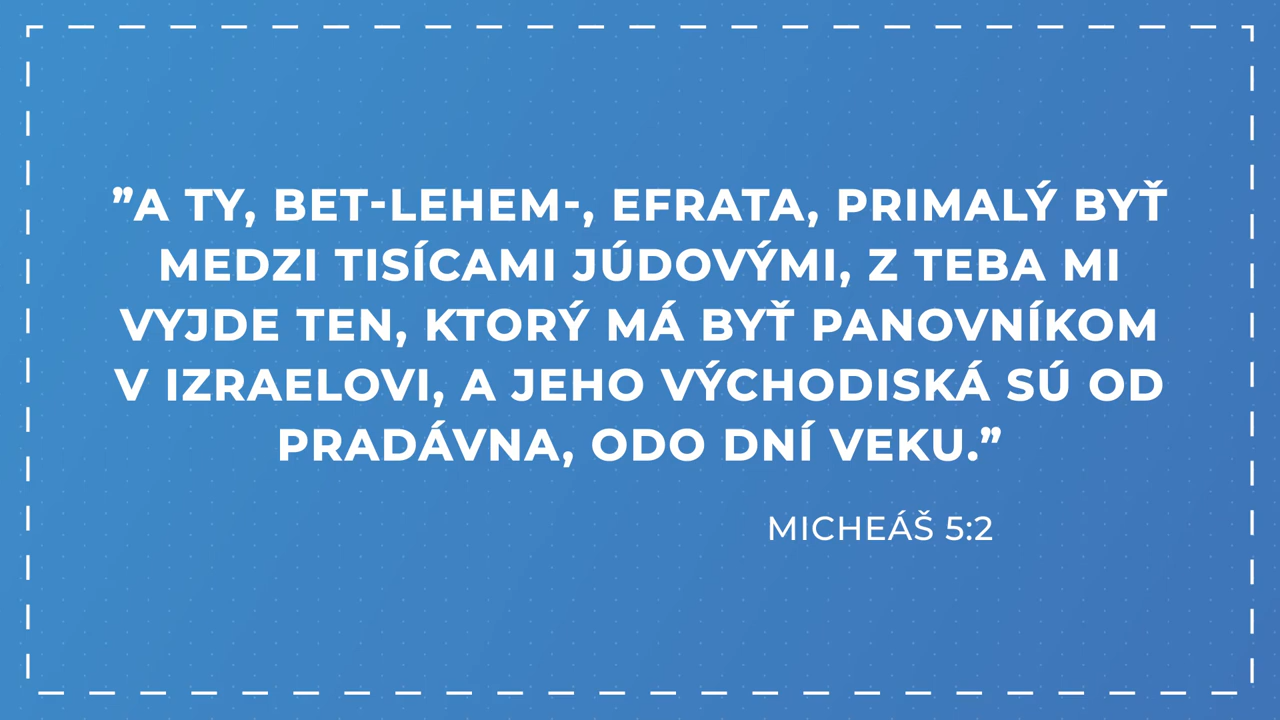 ”A TY, BET-LEHEM-, EFRATA, PRIMALÝ BYŤ
MEDZI TISÍCAMI JÚDOVÝMI, Z TEBA MI
VYJDE TEN, KTORÝ MÁ BYŤ PANOVNÍKOM
V IZRAELOVI, A JEHO VÝCHODISKÁ SÚ OD
PRADÁVNA, ODO DNÍ VEKU.”
MICHEÁŠ 5:2